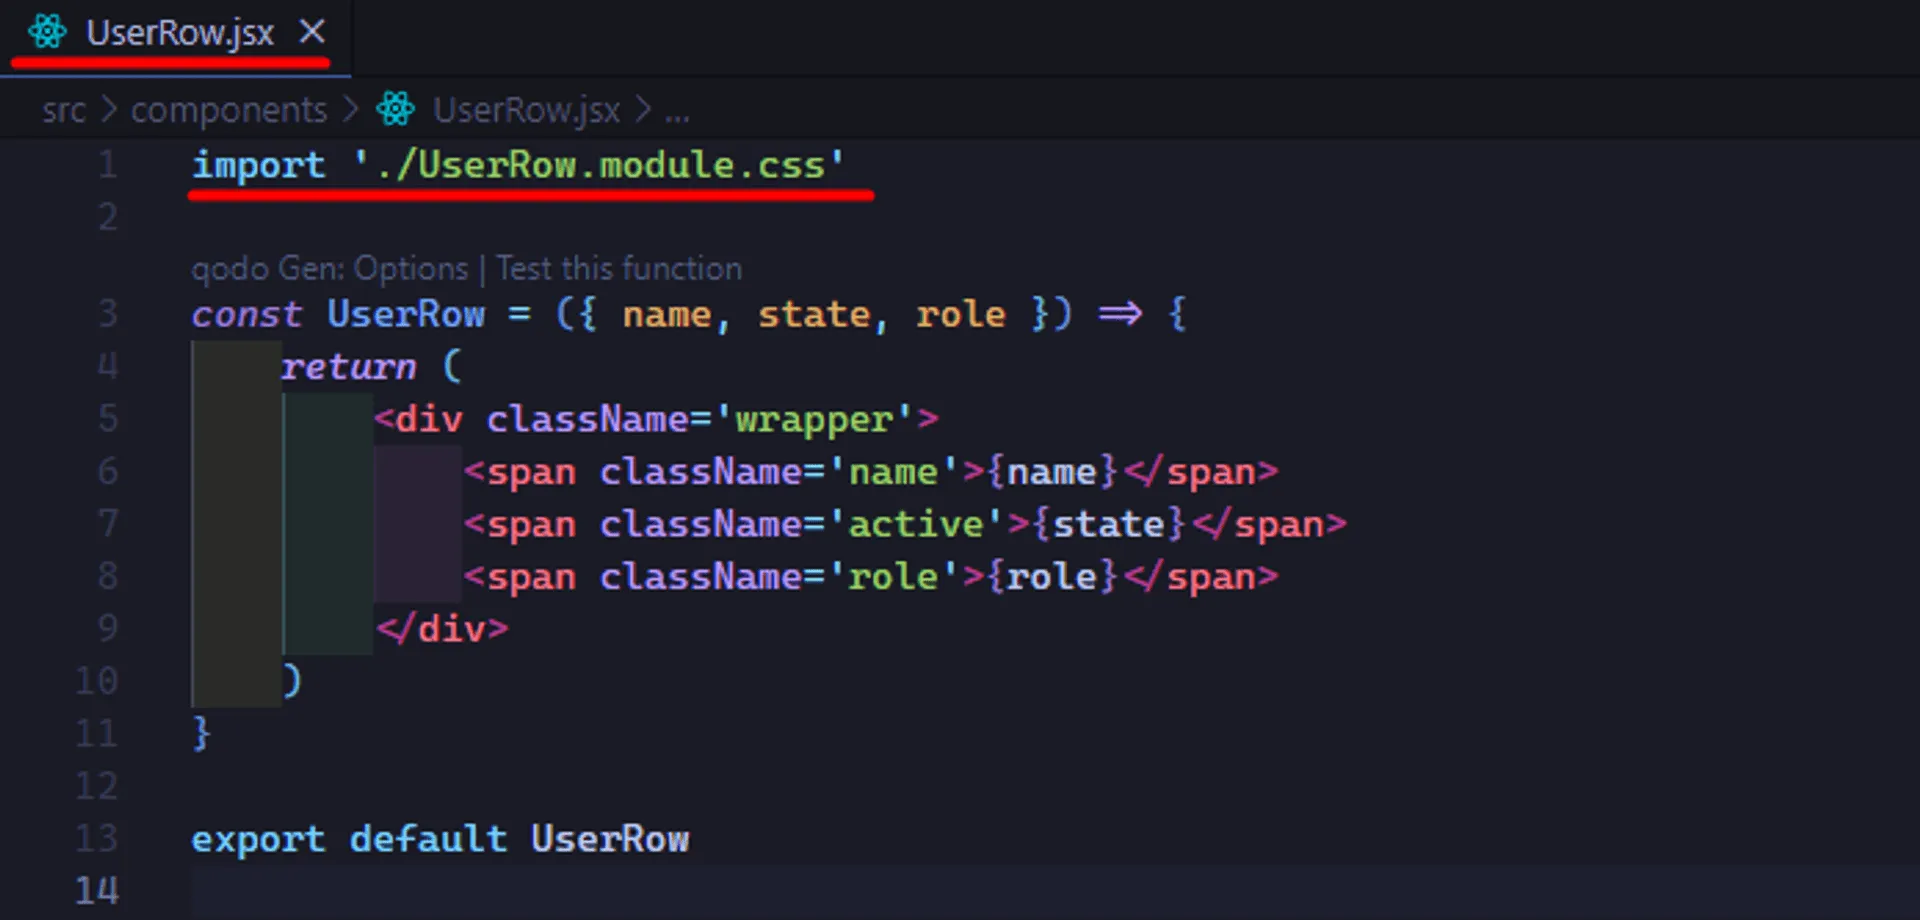 UserRow.jsx ×
src > components > UserRow.jsx > ...
1 import './UserRow.module.css'
2
qodo Gen: Options | Test this function
3 const UserRow = ({ name, state, role }) => {
4 return (
5 <div className='wrapper'>
6 <span className='name'>{name}</span>
7 <span className='active'>{state}</span>
8 <span className='role'>{role}</span>
9 </div>
10 )
11 }
12
13 export default UserRow
14